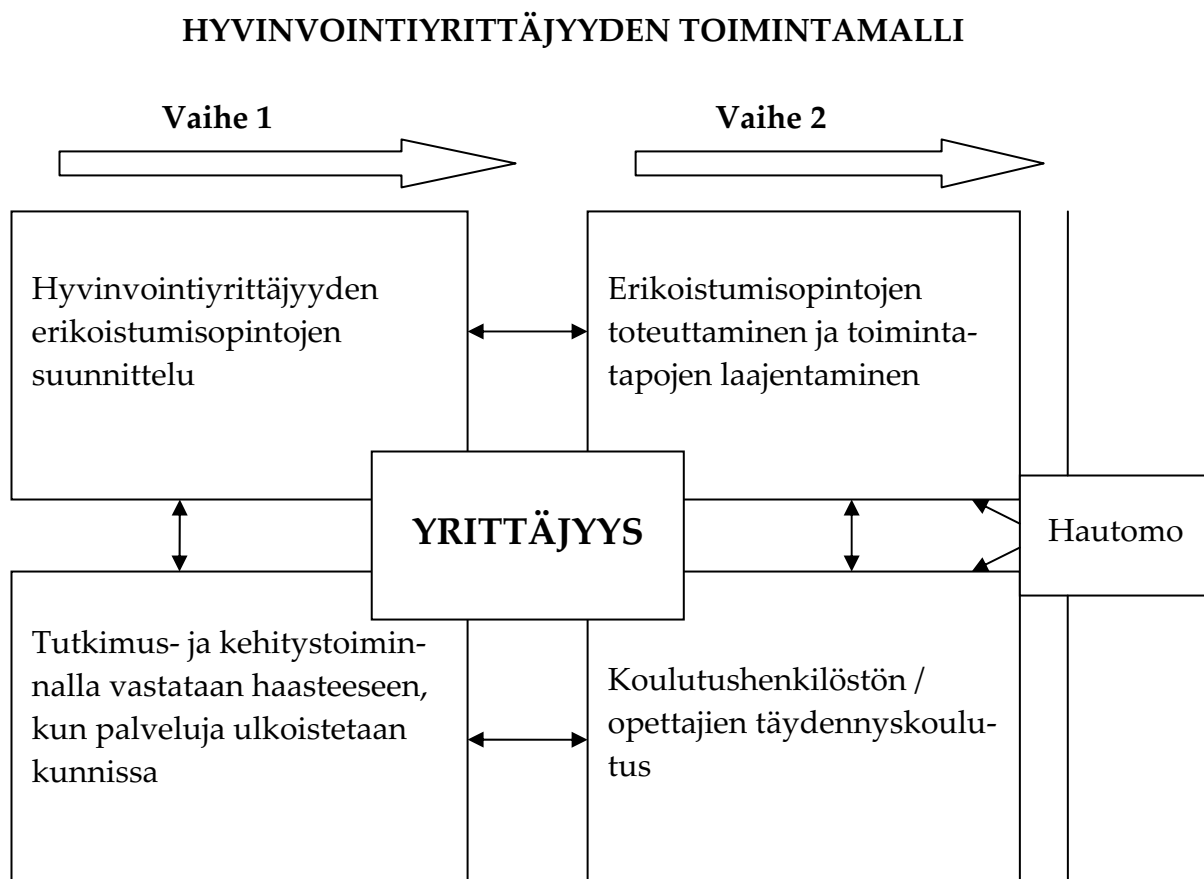 HYVINVOINTIYRITTÄJYYDEN TOIMINTAMALLI
Vaihe 1
Vaihe 2
Hyvinvointiyrittäjyyden
erikoistumisopintojen
suunnittelu
Erikoistumisopintojen
toteuttaminen ja toiminta-
tapojen laajentaminen
YRITTÄJYYS
Hautomo
Tutkimus- ja kehitystoimin-
nalla vastataan haasteeseen,
kun palveluja ulkoistetaan
kunnissa
Koulutushenkilöstön /
opettajien täydennyskoulu-
tus